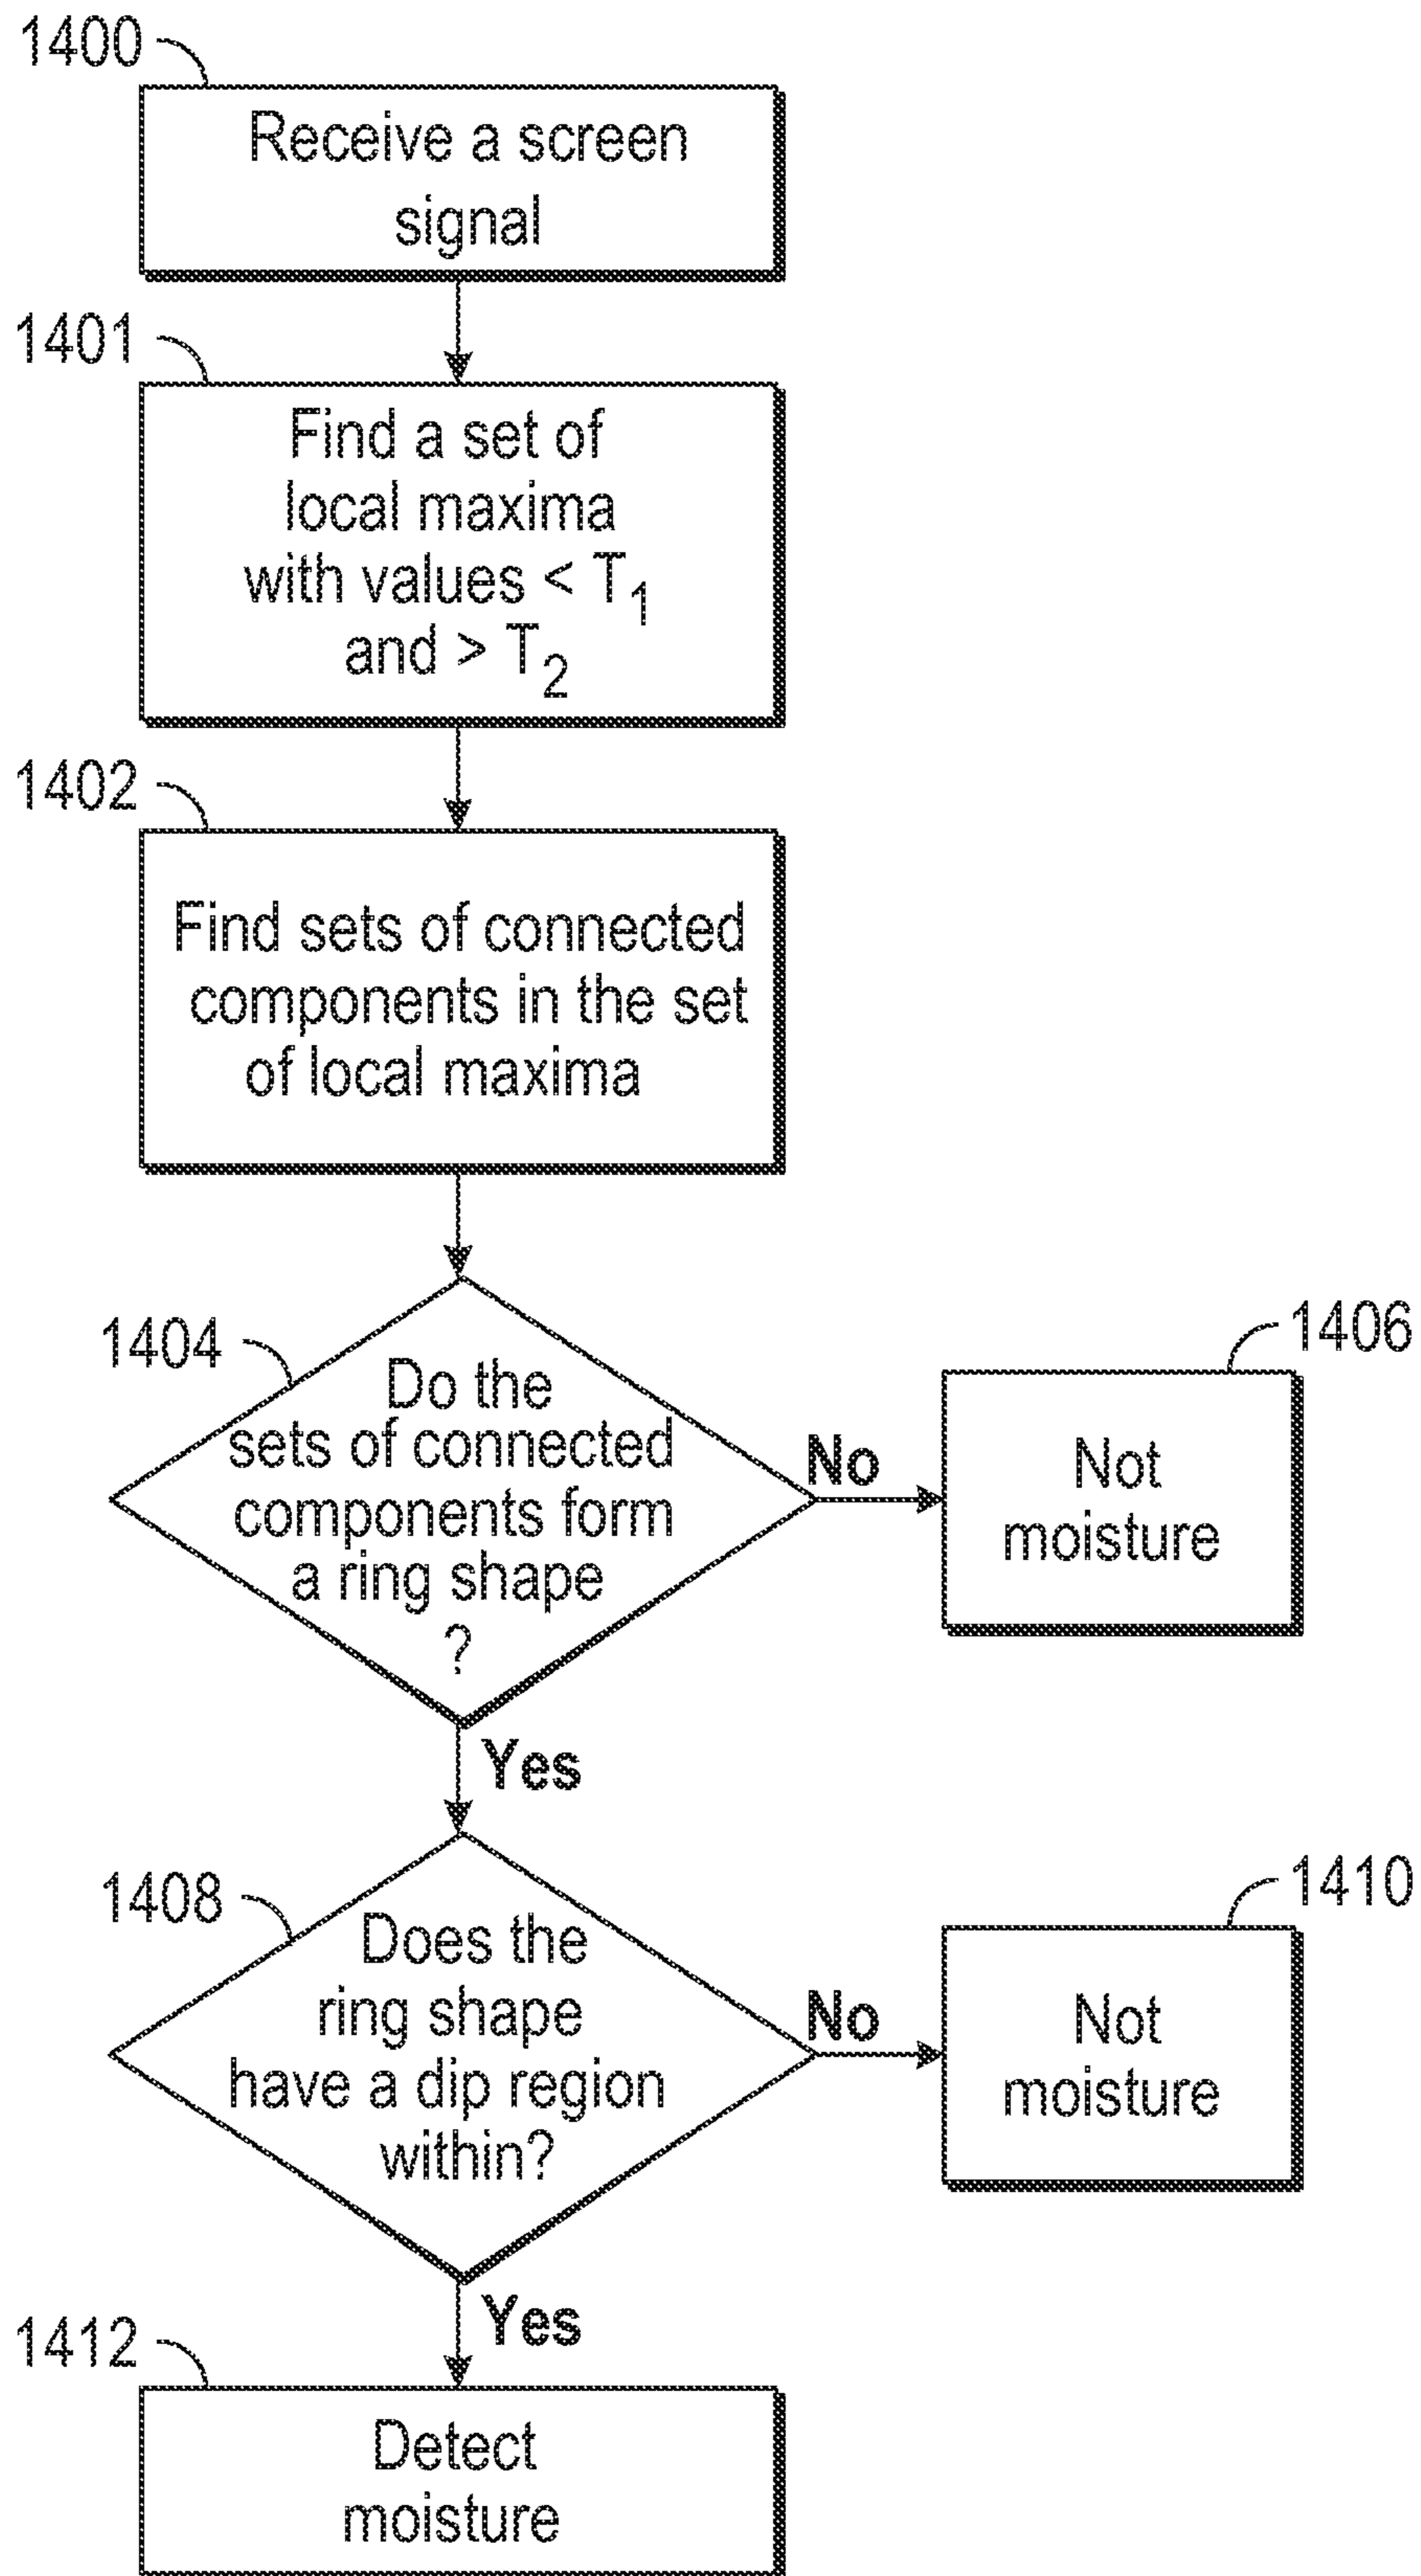 1400
Receive a screen
signal
1401
Find a set of
local maxima
with values < T₁
and > T₂
1402
Find sets of connected
components in the set
of local maxima
1404
Do the
sets of connected
components form
a ring shape
?
No
1406
Not
moisture
Yes
1408
Does the
ring shape
have a dip region
within?
No
1410
Not
moisture
Yes
1412
Detect
moisture